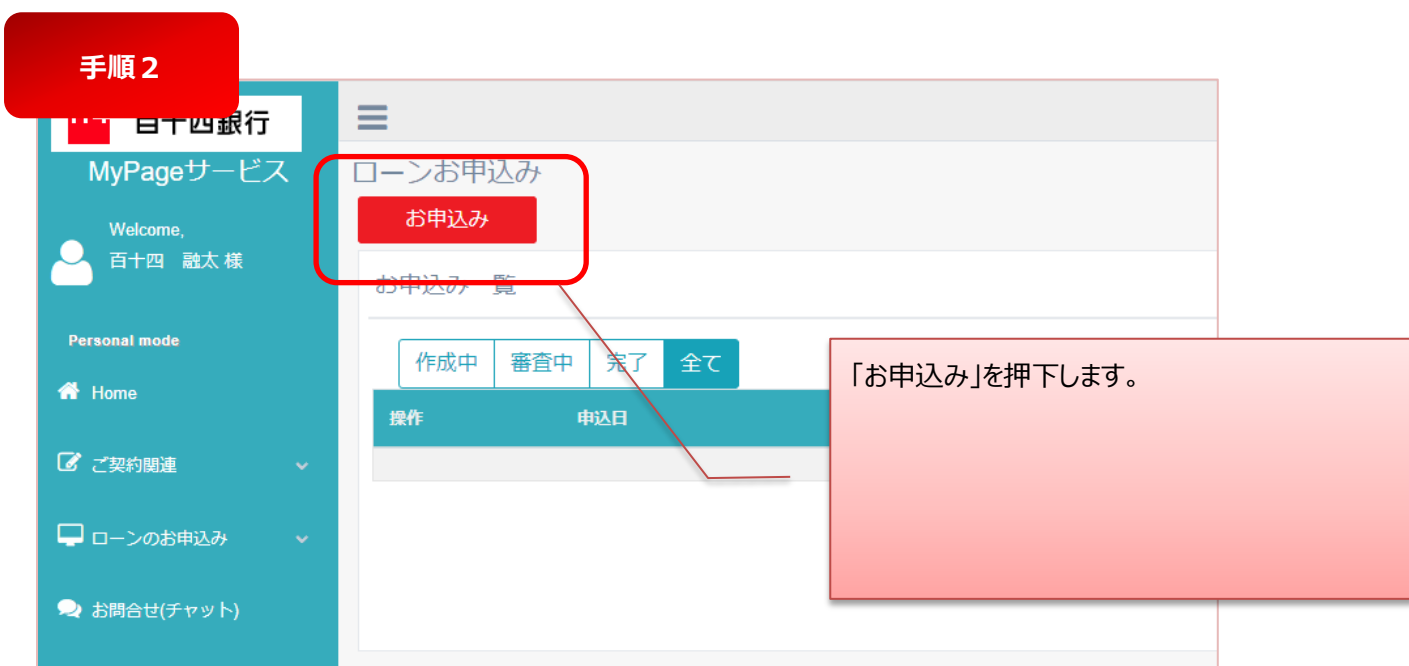 手順２
百十四銀行
MyPageサービス
Welcome,
百十四　融太 様
Personal mode
Home
ご契約関連
ローンのお申込み
お問合せ(チャット)
ローンお申込み
お申込み
お申込み一覧
作成中 審査中 完了 全て
操作 申込日
「お申込み」を押下します。